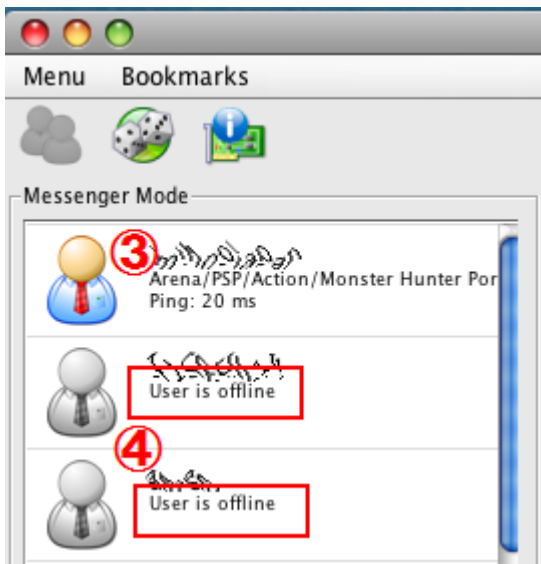 Menu Bookmarks
Messenger Mode
③
Arena/PSP/Action/Monster Hunter Por
Ping: 20 ms
User is offline
④
User is offline